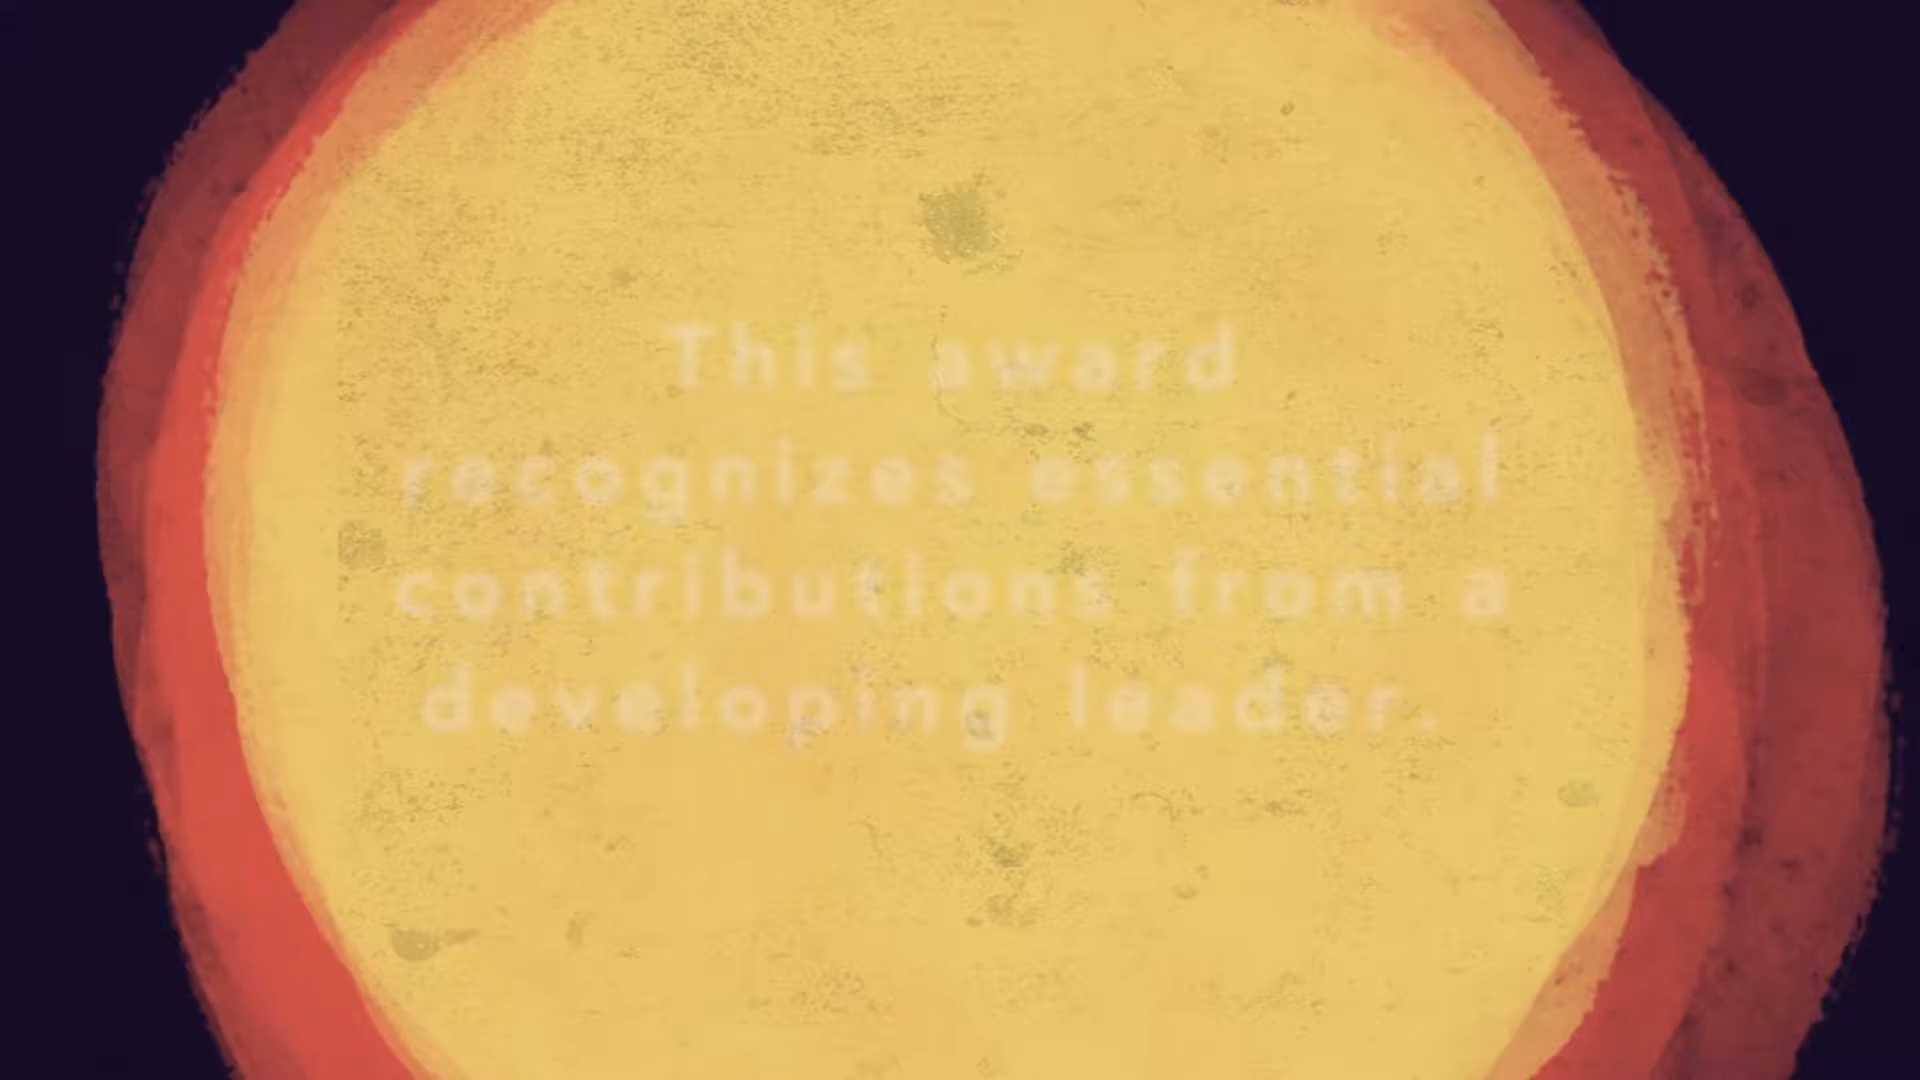 This award
recognizes essential
contributions from a
developing leader.